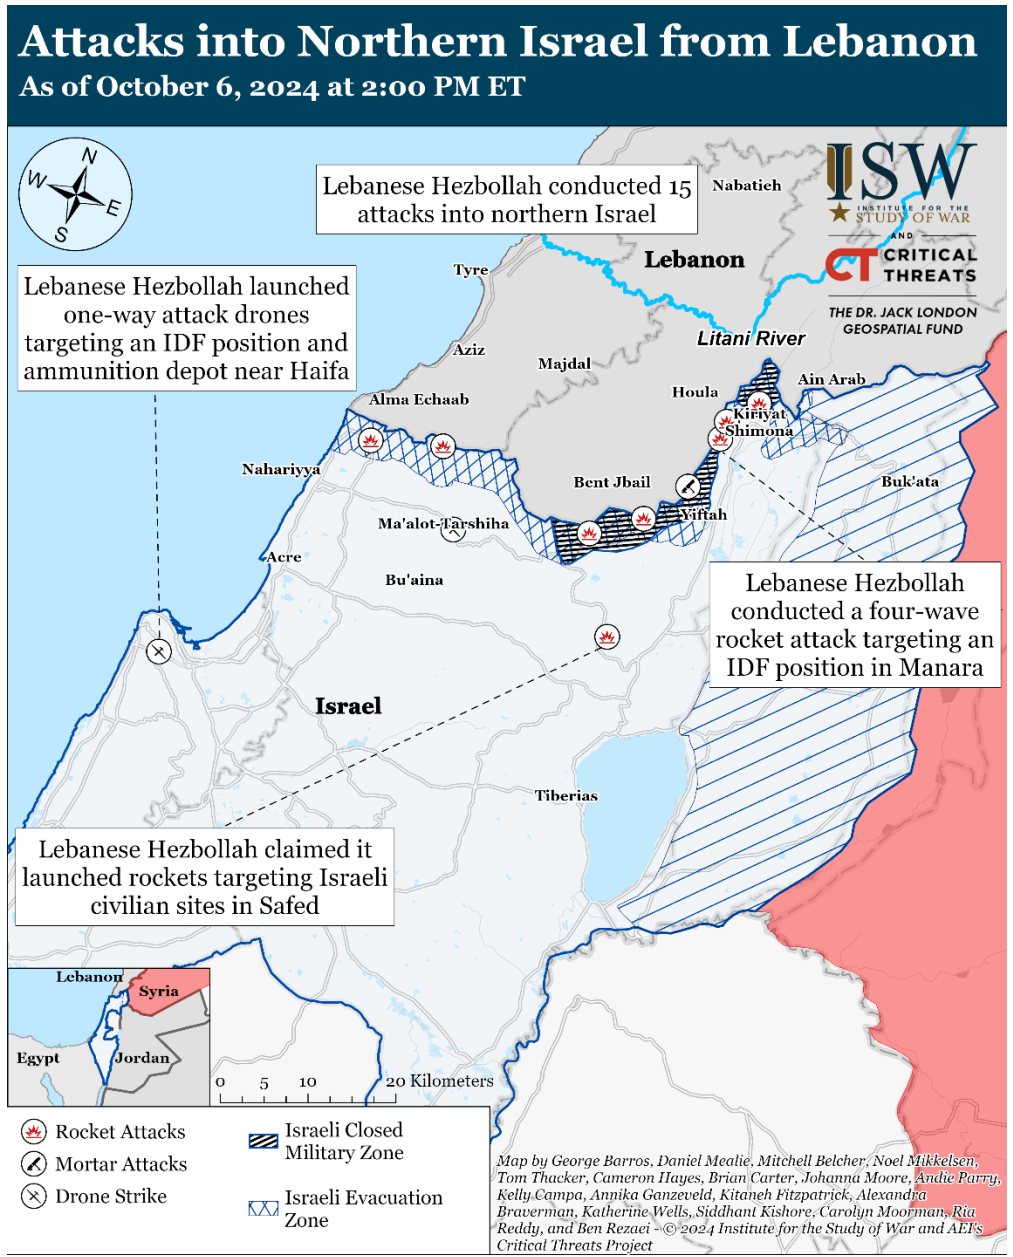 Attacks into Northern Israel from Lebanon
As of October 6, 2024 at 2:00 PM ET
N
W
E
S
Lebanese Hezbollah conducted 15
attacks into northern Israel
Nabatieh
ISW
INSTITUTE FOR THE
STUDY OF WAR
AND
CT CRITICAL
THREATS
THE DR. JACK LONDON
GEOSPATIAL FUND
Lebanon
Tyre
Lebanese Hezbollah launched
one-way attack drones
targeting an IDF position and
ammunition depot near Haifa
Litani River
Aziz
Majdal
Houla
Ain Arab
Alma Echaab
Kiriyat
Shimona
Nahariyya
Bent Jbail
Buk'ata
Yiftah
Ma'alot-Tarshiha
Acre
Bu'aina
Lebanese Hezbollah
conducted a four-wave
rocket attack targeting an
IDF position in Manara
Israel
Tiberias
Lebanese Hezbollah claimed it
launched rockets targeting Israeli
civilian sites in Safed
Lebanon
Syria
Egypt
Jordan
0 5 10 20 Kilometers
Rocket Attacks
Mortar Attacks
Drone Strike
Israeli Closed
Military Zone
Israeli Evacuation
Zone
Map by George Barros, Daniel Mealie, Mitchell Belcher, Noel Mikkelsen,
Tom Thacker, Cameron Hayes, Brian Carter, Johanna Moore, Andie Parry,
Kelly Campa, Annika Ganzeveld, Kitaneh Fitzpatrick, Alexandra
Braverman, Katherine Wells, Siddhant Kishore, Carolyn Moorman, Ria
Reddy, and Ben Rezaei - © 2024 Institute for the Study of War and AEI's
Critical Threats Project